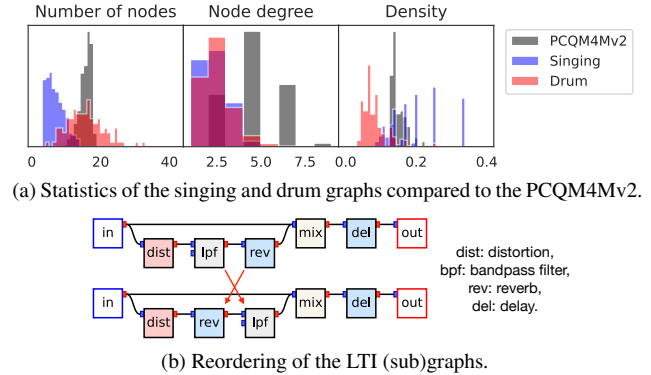 Number of nodes Node degree Density
PCQM4Mv2
Singing
Drum
0 20 40 2.5 5.0 7.5 0.0 0.2 0.4
(a) Statistics of the singing and drum graphs compared to the PCQM4Mv2.
in mix del out
dist lpf rev
dist: distortion,
bpf: bandpass filter,
rev: reverb,
del: delay.
in mix del out
dist rev lpf
(b) Reordering of the LTI (sub)graphs.